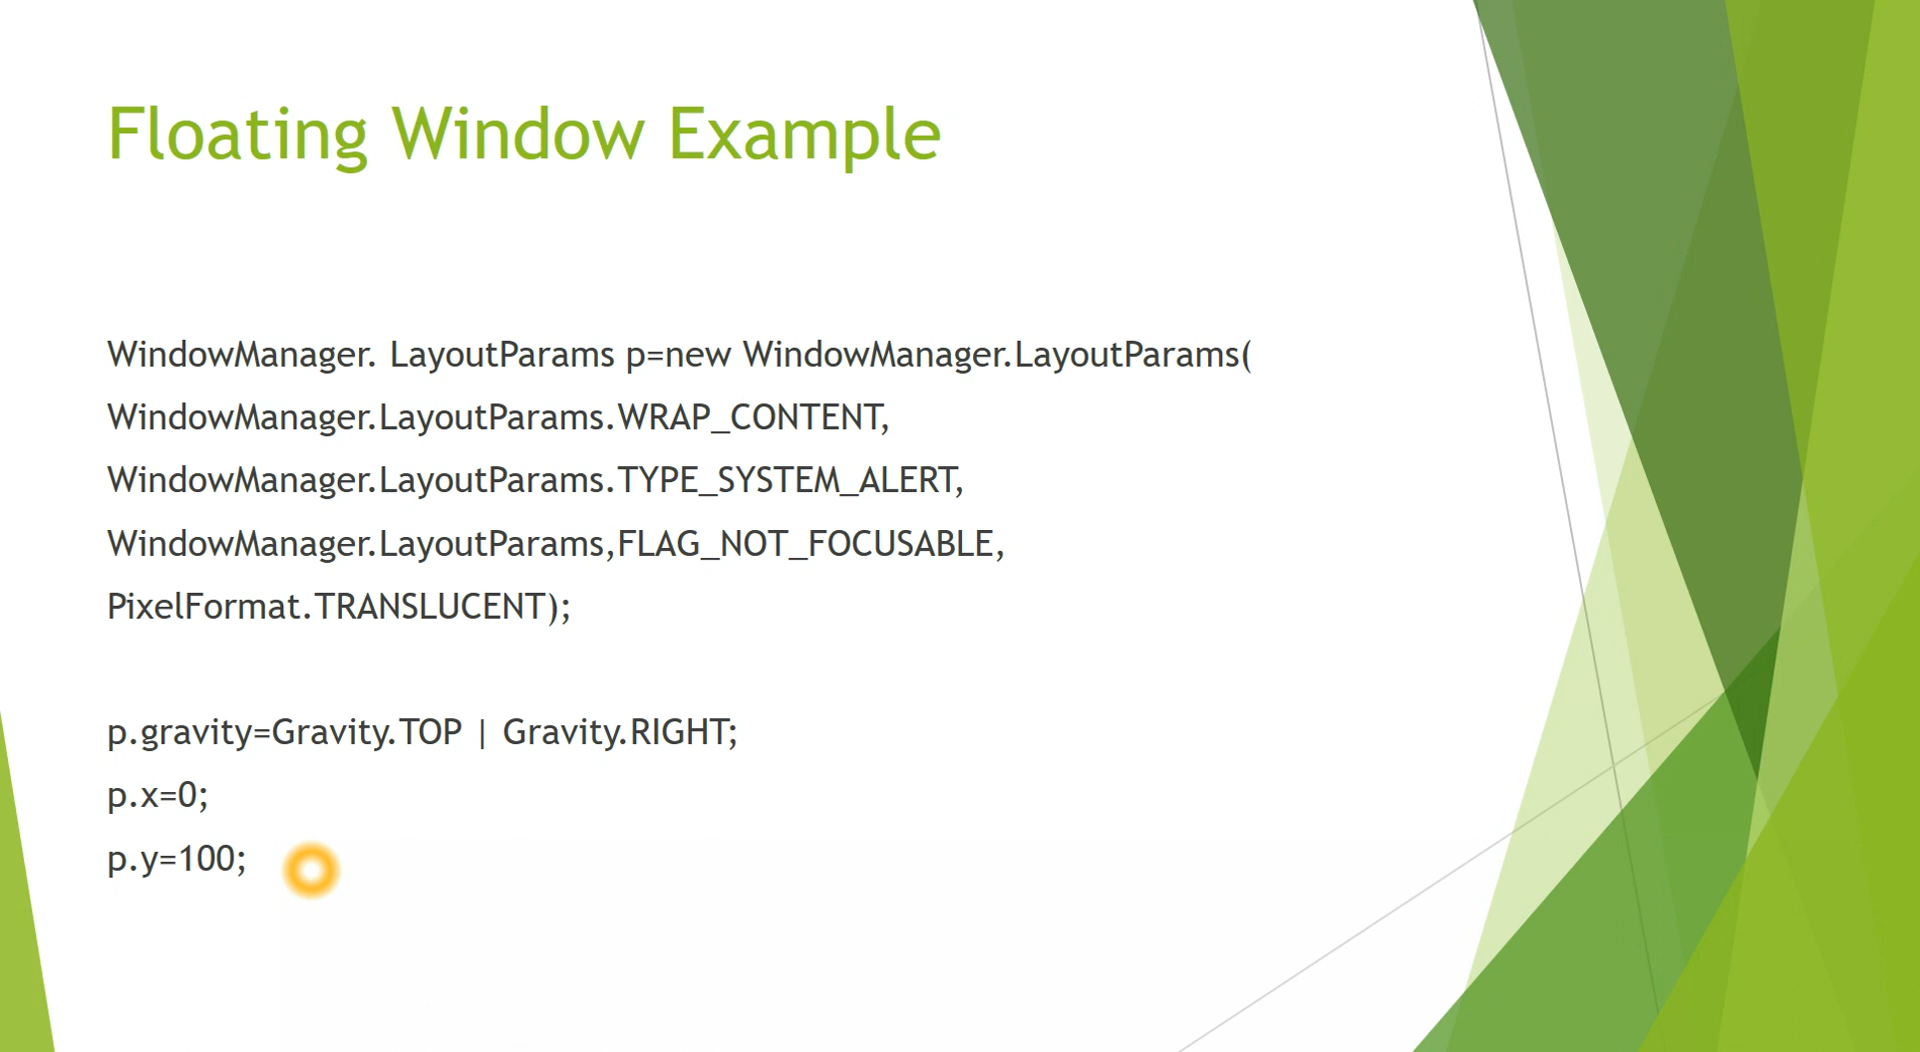 Floating Window Example
WindowManager. LayoutParams p=new WindowManager.LayoutParams(
WindowManager.LayoutParams.WRAP_CONTENT,
WindowManager.LayoutParams.TYPE_SYSTEM_ALERT,
WindowManager.LayoutParams,FLAG_NOT_FOCUSABLE,
PixelFormat.TRANSLUCENT);
p.gravity=Gravity.TOP | Gravity.RIGHT;
p.x=0;
p.y=100;